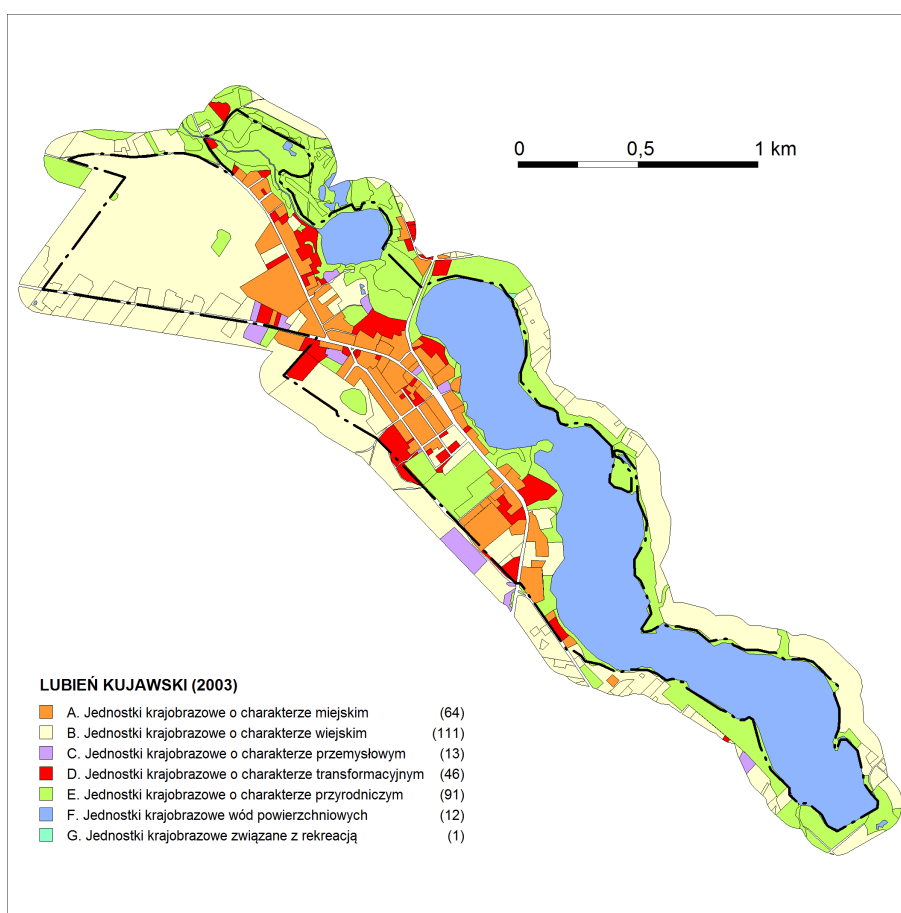 0 0,5 1 km
LUBIEŃ KUJAWSKI (2003)
A. Jednostki krajobrazowe o charakterze miejskim (64)
B. Jednostki krajobrazowe o charakterze wiejskim (111)
C. Jednostki krajobrazowe o charakterze przemysłowym (13)
D. Jednostki krajobrazowe o charakterze transformacyjnym (46)
E. Jednostki krajobrazowe o charakterze przyrodniczym (91)
F. Jednostki krajobrazowe wód powierzchniowych (12)
G. Jednostki krajobrazowe związane z rekreacją (1)